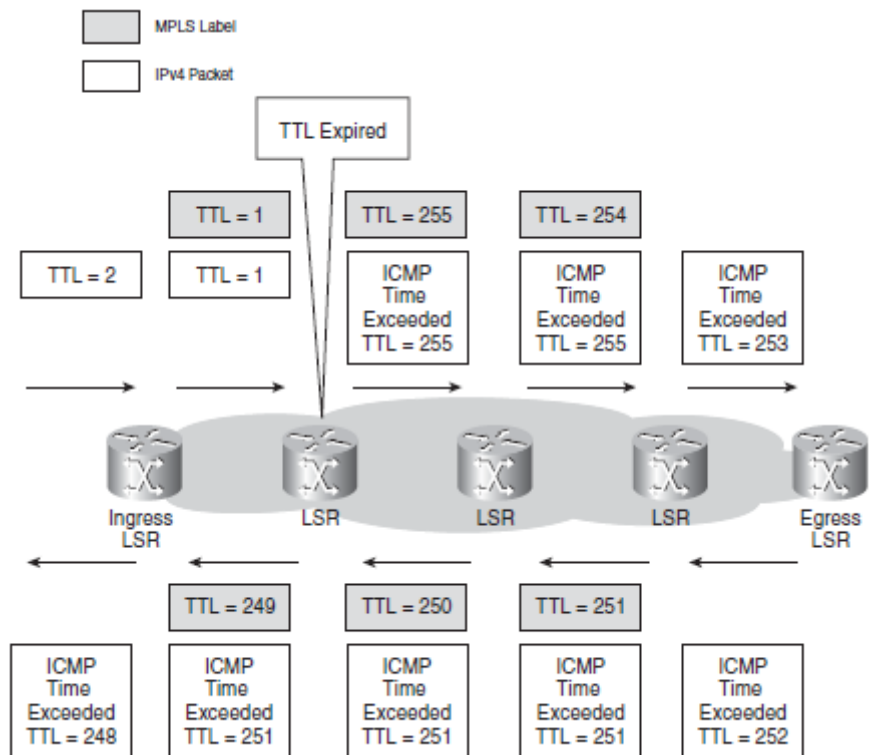 MPLS Label
IPv4 Packet
TTL Expired
TTL = 1
TTL = 255
TTL = 254
TTL = 2
TTL = 1
ICMP
Time
Exceeded
TTL = 255
ICMP
Time
Exceeded
TTL = 255
ICMP
Time
Exceeded
TTL = 253
Ingress
LSR
LSR
LSR
LSR
Egress
LSR
TTL = 249
TTL = 250
TTL = 251
ICMP
Time
Exceeded
TTL = 248
ICMP
Time
Exceeded
TTL = 251
ICMP
Time
Exceeded
TTL = 251
ICMP
Time
Exceeded
TTL = 251
ICMP
Time
Exceeded
TTL = 252